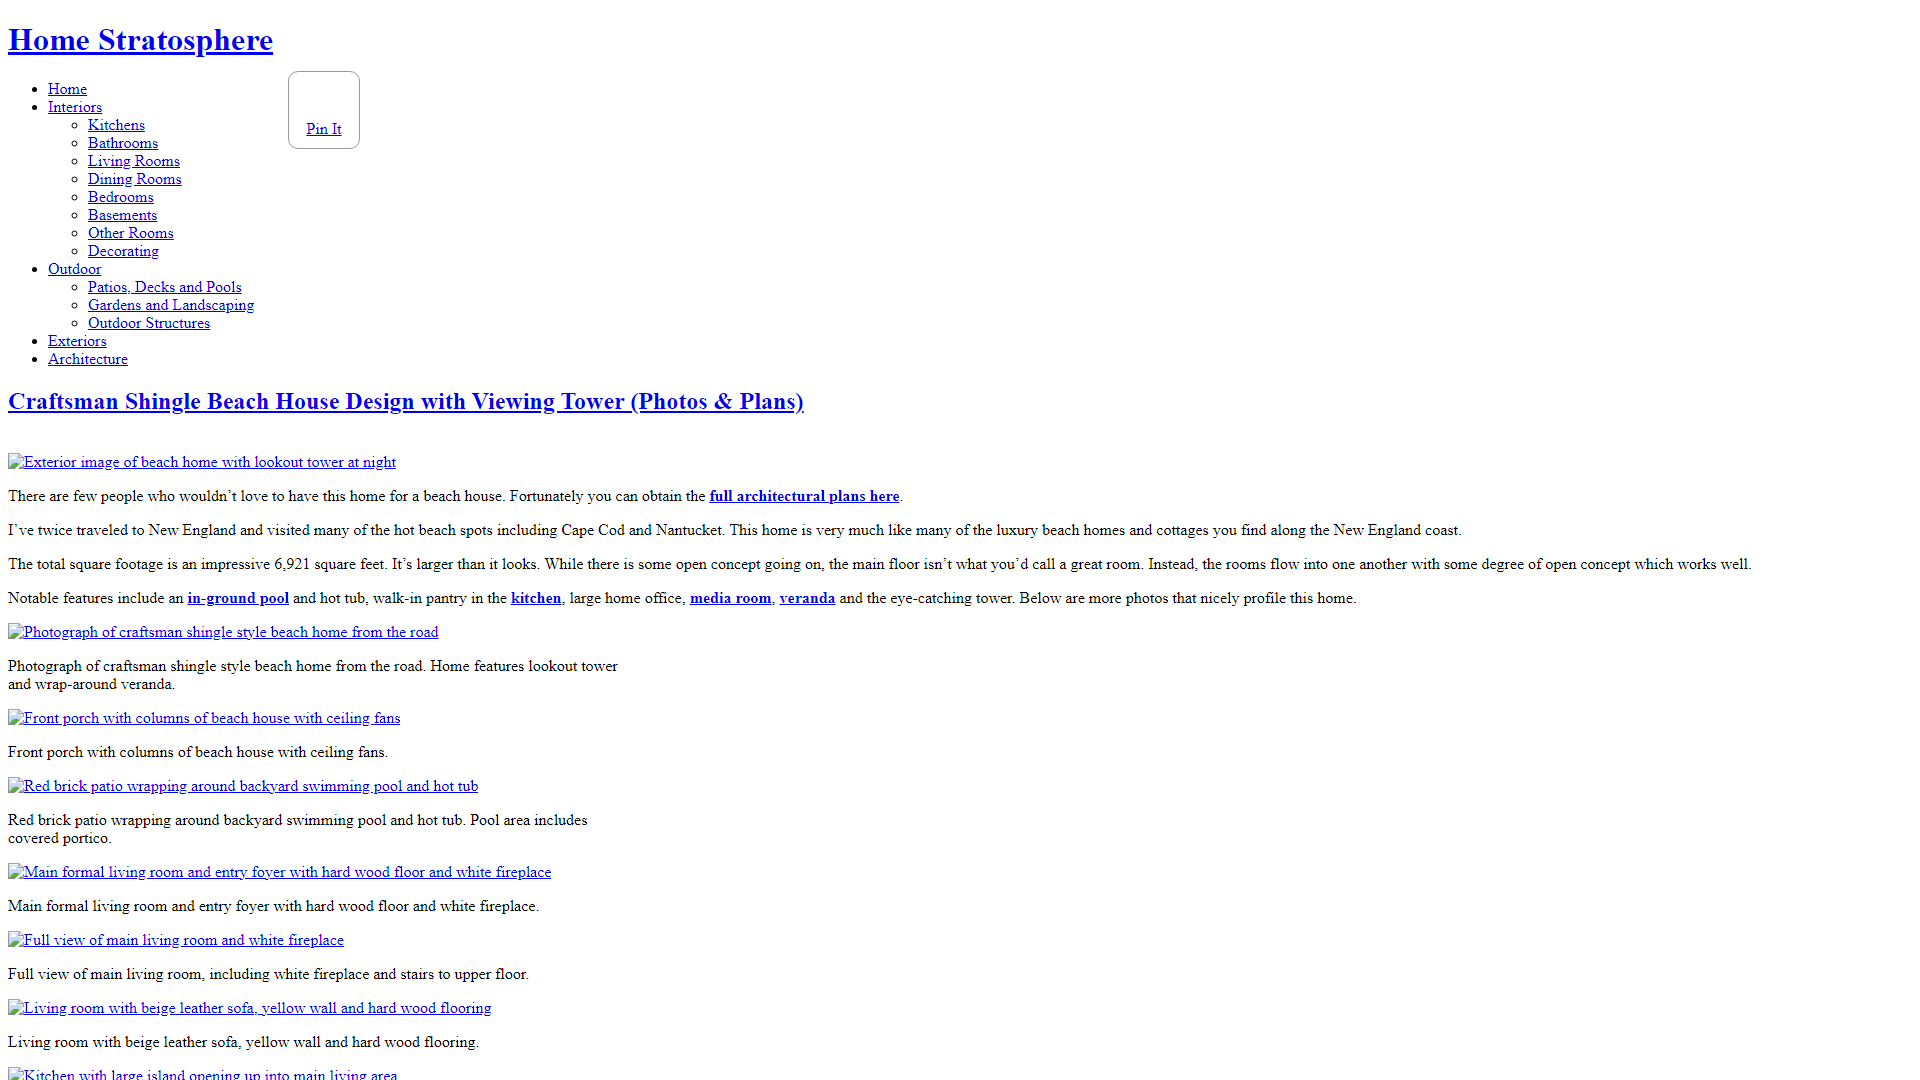 Home Stratosphere
Home
Interiors
Kitchens
Bathrooms
Living Rooms
Dining Rooms
Bedrooms
Basements
Other Rooms
Decorating
Outdoor
Patios, Decks and Pools
Gardens and Landscaping
Outdoor Structures
Exteriors
Architecture
Pin It
Craftsman Shingle Beach House Design with Viewing Tower (Photos & Plans)
Exterior image of beach home with lookout tower at night
There are few people who wouldn’t love to have this home for a beach house. Fortunately you can obtain the full architectural plans here.
I’ve twice traveled to New England and visited many of the hot beach spots including Cape Cod and Nantucket. This home is very much like many of the luxury beach homes and cottages you find along the New England coast.
The total square footage is an impressive 6,921 square feet. It’s larger than it looks. While there is some open concept going on, the main floor isn’t what you’d call a great room. Instead, the rooms flow into one another with some degree of open concept which works well.
Notable features include an in-ground pool and hot tub, walk-in pantry in the kitchen, large home office, media room, veranda and the eye-catching tower. Below are more photos that nicely profile this home.
Photograph of craftsman shingle style beach home from the road
Photograph of craftsman shingle style beach home from the road. Home features lookout tower
and wrap-around veranda.
Front porch with columns of beach house with ceiling fans
Front porch with columns of beach house with ceiling fans.
Red brick patio wrapping around backyard swimming pool and hot tub
Red brick patio wrapping around backyard swimming pool and hot tub. Pool area includes
covered portico.
Main formal living room and entry foyer with hard wood floor and white fireplace
Main formal living room and entry foyer with hard wood floor and white fireplace.
Full view of main living room and white fireplace
Full view of main living room, including white fireplace and stairs to upper floor.
Living room with beige leather sofa, yellow wall and hard wood flooring
Living room with beige leather sofa, yellow wall and hard wood flooring.
Kitchen with large island opening up into main living area